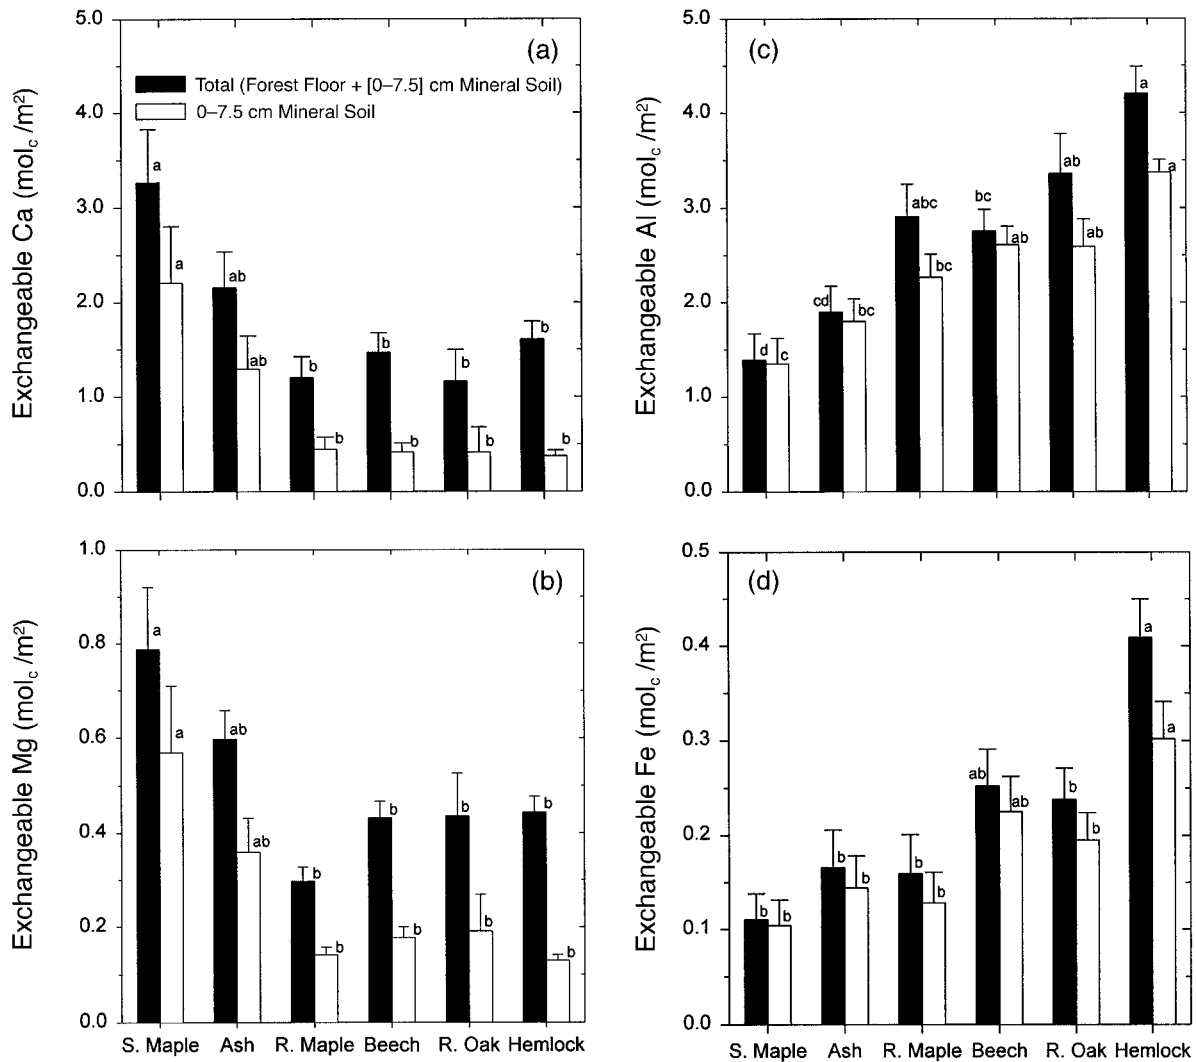 5.0
4.0
3.0
2.0
1.0
0.0
Exchangeable Ca (molc /m2)
(a)
Total (Forest Floor + [0–7.5] cm Mineral Soil)
0–7.5 cm Mineral Soil
a
a
ab
ab
b
b
b
b
b
b
b
b
5.0
4.0
3.0
2.0
1.0
0.0
Exchangeable Al (molc /m2)
(c)
d
c
cd
bc
abc
bc
bc
ab
ab
ab
a
a
1.0
0.8
0.6
0.4
0.2
0.0
Exchangeable Mg (molc /m2)
(b)
a
a
ab
ab
b
b
b
b
b
b
b
b
S. Maple Ash R. Maple Beech R. Oak Hemlock
0.5
0.4
0.3
0.2
0.1
0.0
Exchangeable Fe (molc /m2)
(d)
b
b
b
b
b
b
ab
ab
b
b
a
a
S. Maple Ash R. Maple Beech R. Oak Hemlock